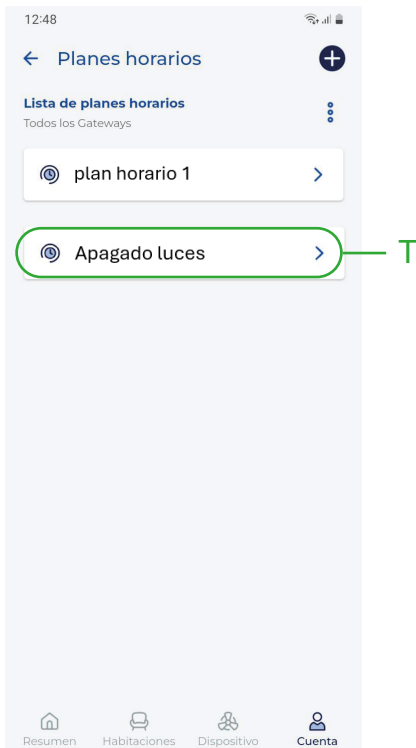 12:48
Planes horarios
Lista de planes horarios
Todos los Gateways
plan horario 1
Apagado luces
T
Resumen Habitaciones Dispositivo Cuenta